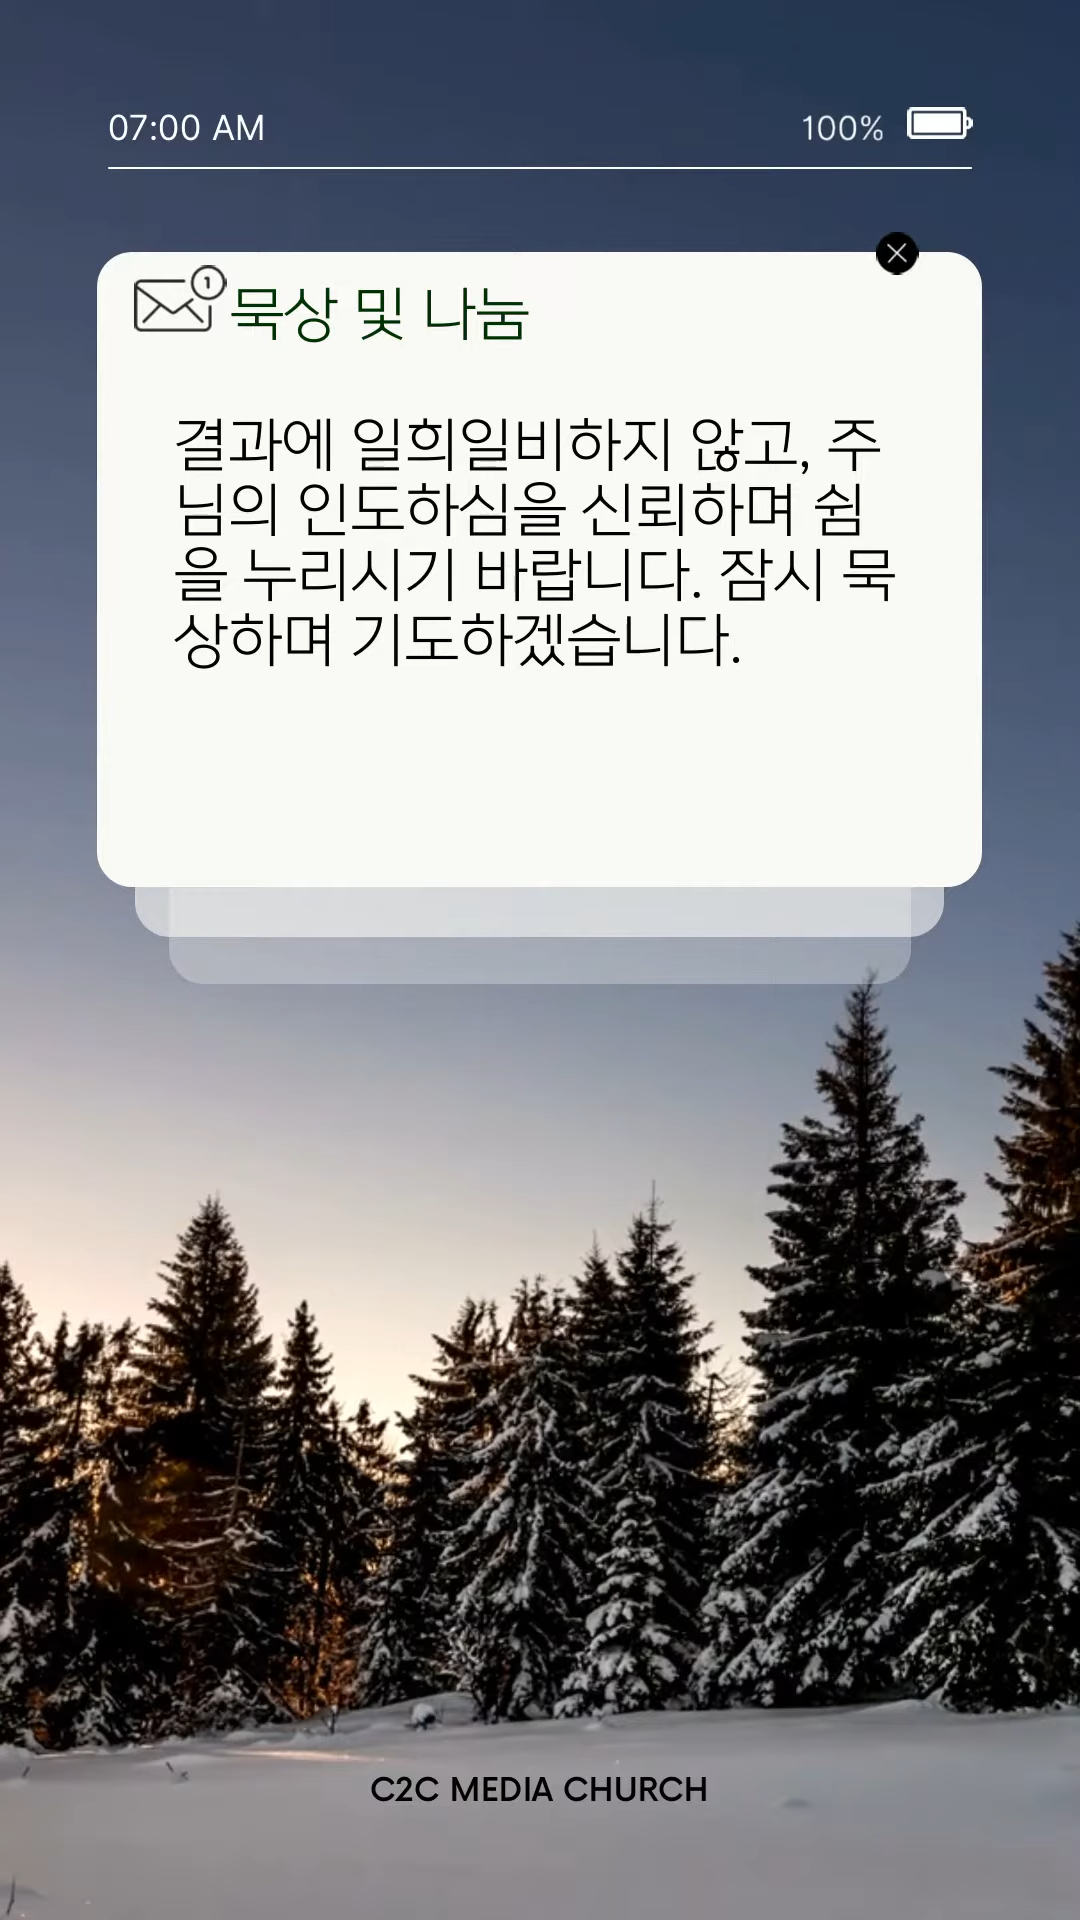 07:00 AM
100%
1
묵상 및 나눔
결과에 일희일비하지 않고, 주
님의 인도하심을 신뢰하며 쉼
을 누리시기 바랍니다. 잠시 묵
상하며 기도하겠습니다.
C2C MEDIA CHURCH